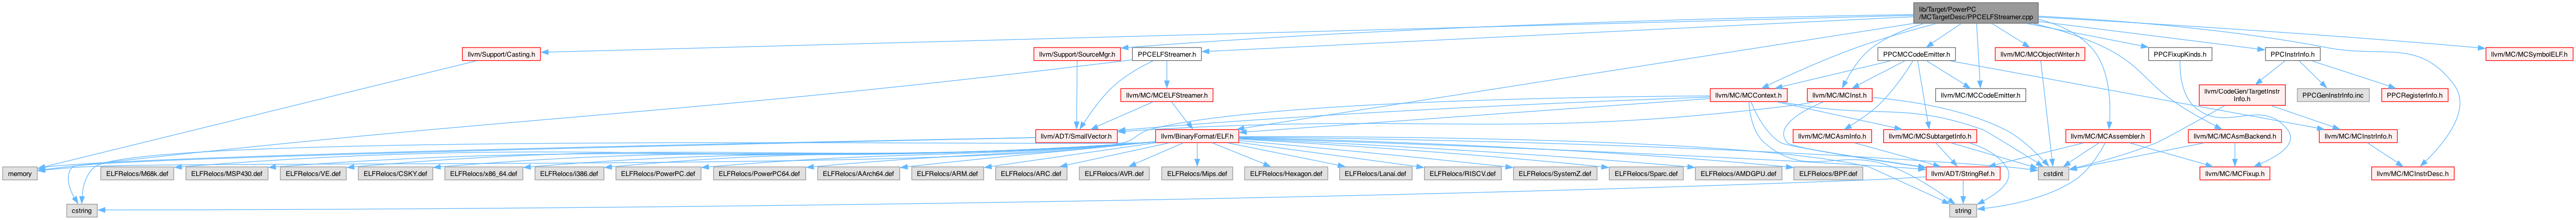 lib/Target/PowerPC
/MCTargetDesc/PPCELFStreamer.cpp
llvm/Support/Casting.h
llvm/Support/SourceMgr.h
PPCELFStreamer.h
PPCMCCodeEmitter.h
llvm/MC/MCObjectWriter.h
PPCFixupKinds.h
PPCInstrInfo.h
llvm/MC/MCSymbolELF.h
llvm/MC/MCELFStreamer.h
llvm/MC/MCContext.h
llvm/MC/MCInst.h
llvm/MC/MCCodeEmitter.h
llvm/CodeGen/TargetInstr
Info.h
PPCGenInstrInfo.inc
PPCRegisterInfo.h
llvm/ADT/SmallVector.h
llvm/BinaryFormat/ELF.h
llvm/MC/MCAsmInfo.h
llvm/MC/MCSubtargetInfo.h
llvm/MC/MCAssembler.h
llvm/MC/MCAsmBackend.h
llvm/MC/MCInstrInfo.h
memory
ELFRelocs/M68k.def
ELFRelocs/MSP430.def
ELFRelocs/VE.def
ELFRelocs/CSKY.def
ELFRelocs/x86_64.def
ELFRelocs/i386.def
ELFRelocs/PowerPC.def
ELFRelocs/PowerPC64.def
ELFRelocs/AArch64.def
ELFRelocs/ARM.def
ELFRelocs/ARC.def
ELFRelocs/AVR.def
ELFRelocs/Mips.def
ELFRelocs/Hexagon.def
ELFRelocs/Lanai.def
ELFRelocs/RISCV.def
ELFRelocs/SystemZ.def
ELFRelocs/Sparc.def
ELFRelocs/AMDGPU.def
ELFRelocs/BPF.def
llvm/ADT/StringRef.h
cstdint
llvm/MC/MCFixup.h
llvm/MC/MCInstrDesc.h
cstring
string